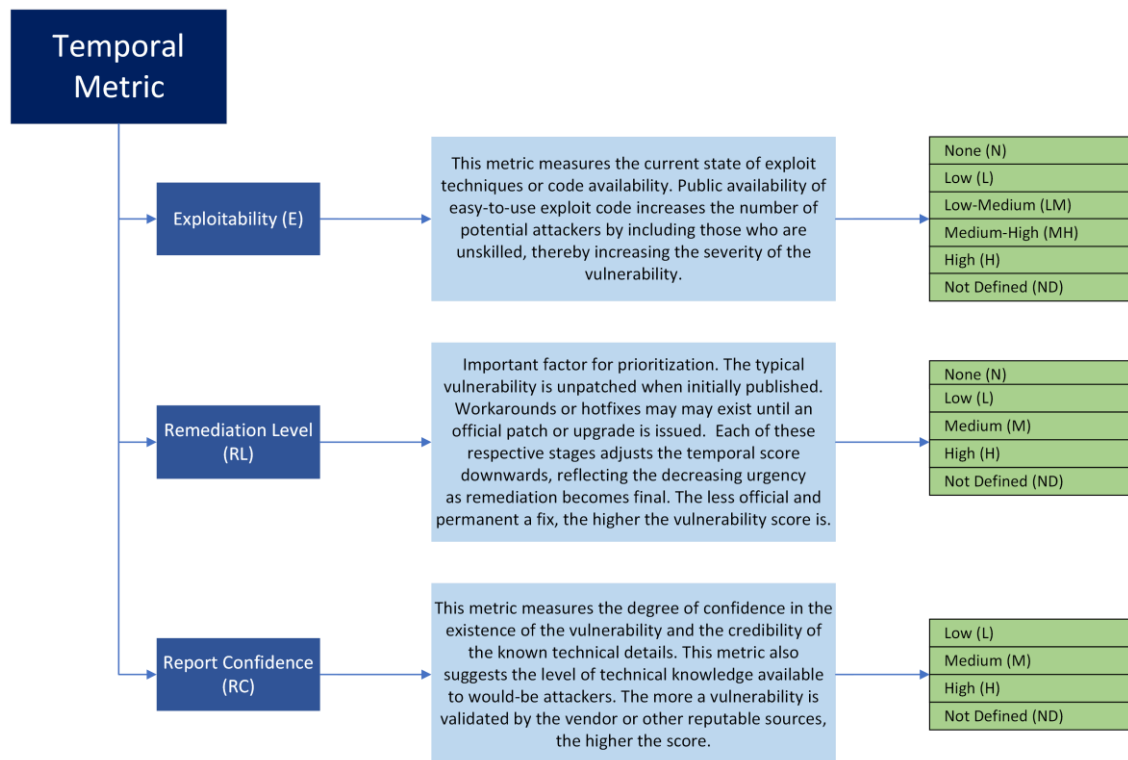 Temporal
Metric
Exploitability (E)
This metric measures the current state of exploit
techniques or code availability. Public availability of
easy-to-use exploit code increases the number of
potential attackers by including those who are
unskilled, thereby increasing the severity of the
vulnerability.
None (N)
Low (L)
Low-Medium (LM)
Medium-High (MH)
High (H)
Not Defined (ND)
Remediation Level
(RL)
Important factor for prioritization. The typical
vulnerability is unpatched when initially published.
Workarounds or hotfixes may may exist until an
official patch or upgrade is issued.  Each of these
respective stages adjusts the temporal score
downwards, reflecting the decreasing urgency
as remediation becomes final. The less official and
permanent a fix, the higher the vulnerability score is.
None (N)
Low (L)
Medium (M)
High (H)
Not Defined (ND)
Report Confidence
(RC)
This metric measures the degree of confidence in the
existence of the vulnerability and the credibility of
the known technical details. This metric also
suggests the level of technical knowledge available
to would-be attackers. The more a vulnerability is
validated by the vendor or other reputable sources,
the higher the score.
Low (L)
Medium (M)
High (H)
Not Defined (ND)